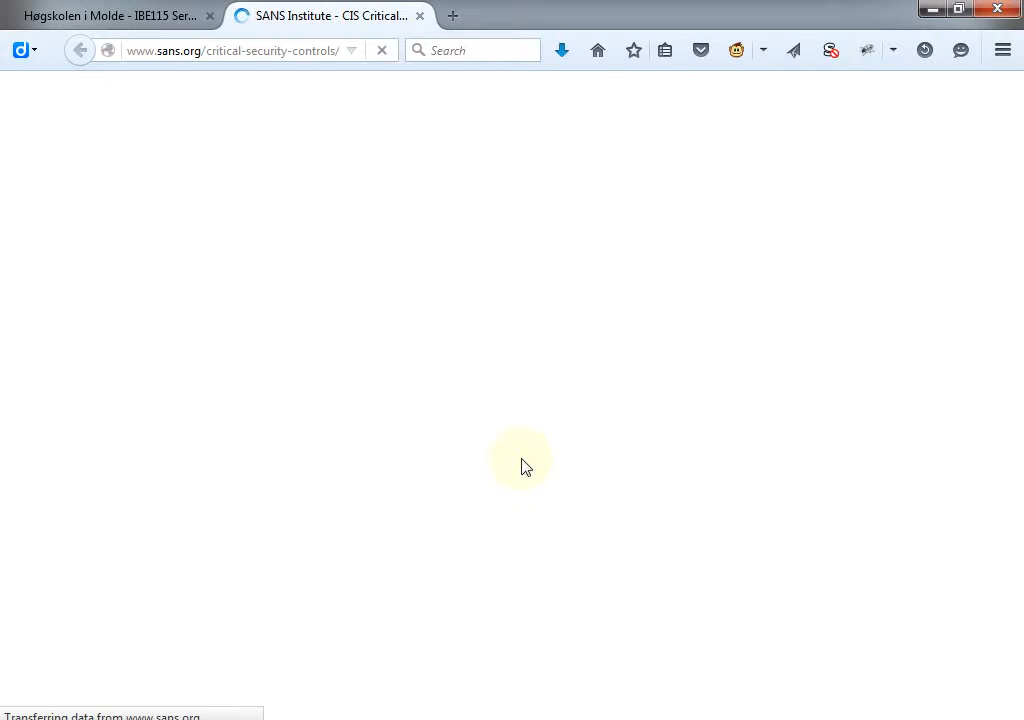 Høgskolen i Molde - IBE115 Ser...
SANS Institute - CIS Critical...
www.sans.org/critical-security-controls/
Search
Transferring data from www.sans.org